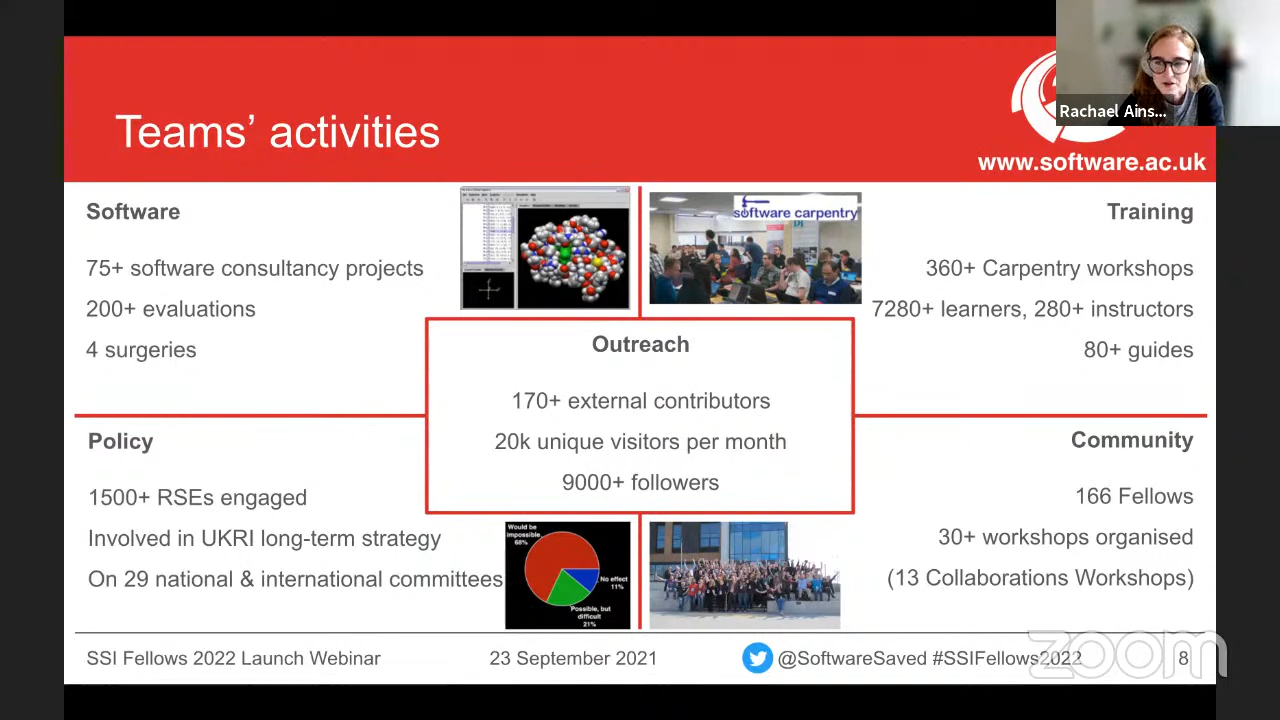 Rachael Ains...
Teams’ activities
www.software.ac.uk
Software
75+ software consultancy projects
200+ evaluations
4 surgeries
software carpentry
Training
360+ Carpentry workshops
7280+ learners, 280+ instructors
80+ guides
Outreach
170+ external contributors
20k unique visitors per month
9000+ followers
Policy
1500+ RSEs engaged
Involved in UKRI long-term strategy
On 29 national & international committees
Would be
impossible
68%
No effect
11%
Possible, but
difficult
21%
Community
166 Fellows
30+ workshops organised
(13 Collaborations Workshops)
SSI Fellows 2022 Launch Webinar
23 September 2021
@SoftwareSaved #SSIFellows2022
8
zoom